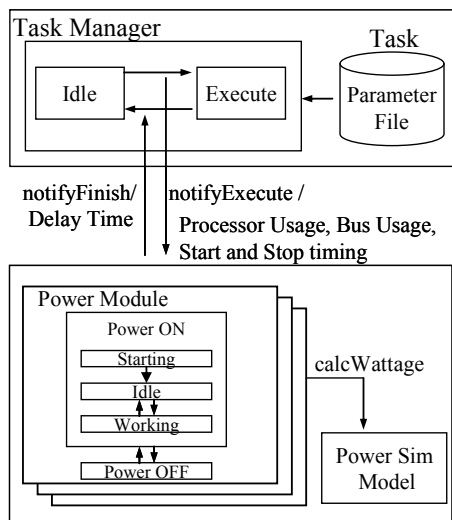 Task Manager
Task
Idle
Execute
Parameter
File
notifyFinish/
Delay Time
notifyExecute /
Processor Usage, Bus Usage,
Start and Stop timing
Power Module
Power ON
Starting
Idle
Working
Power OFF
calcWattage
Power Sim
Model